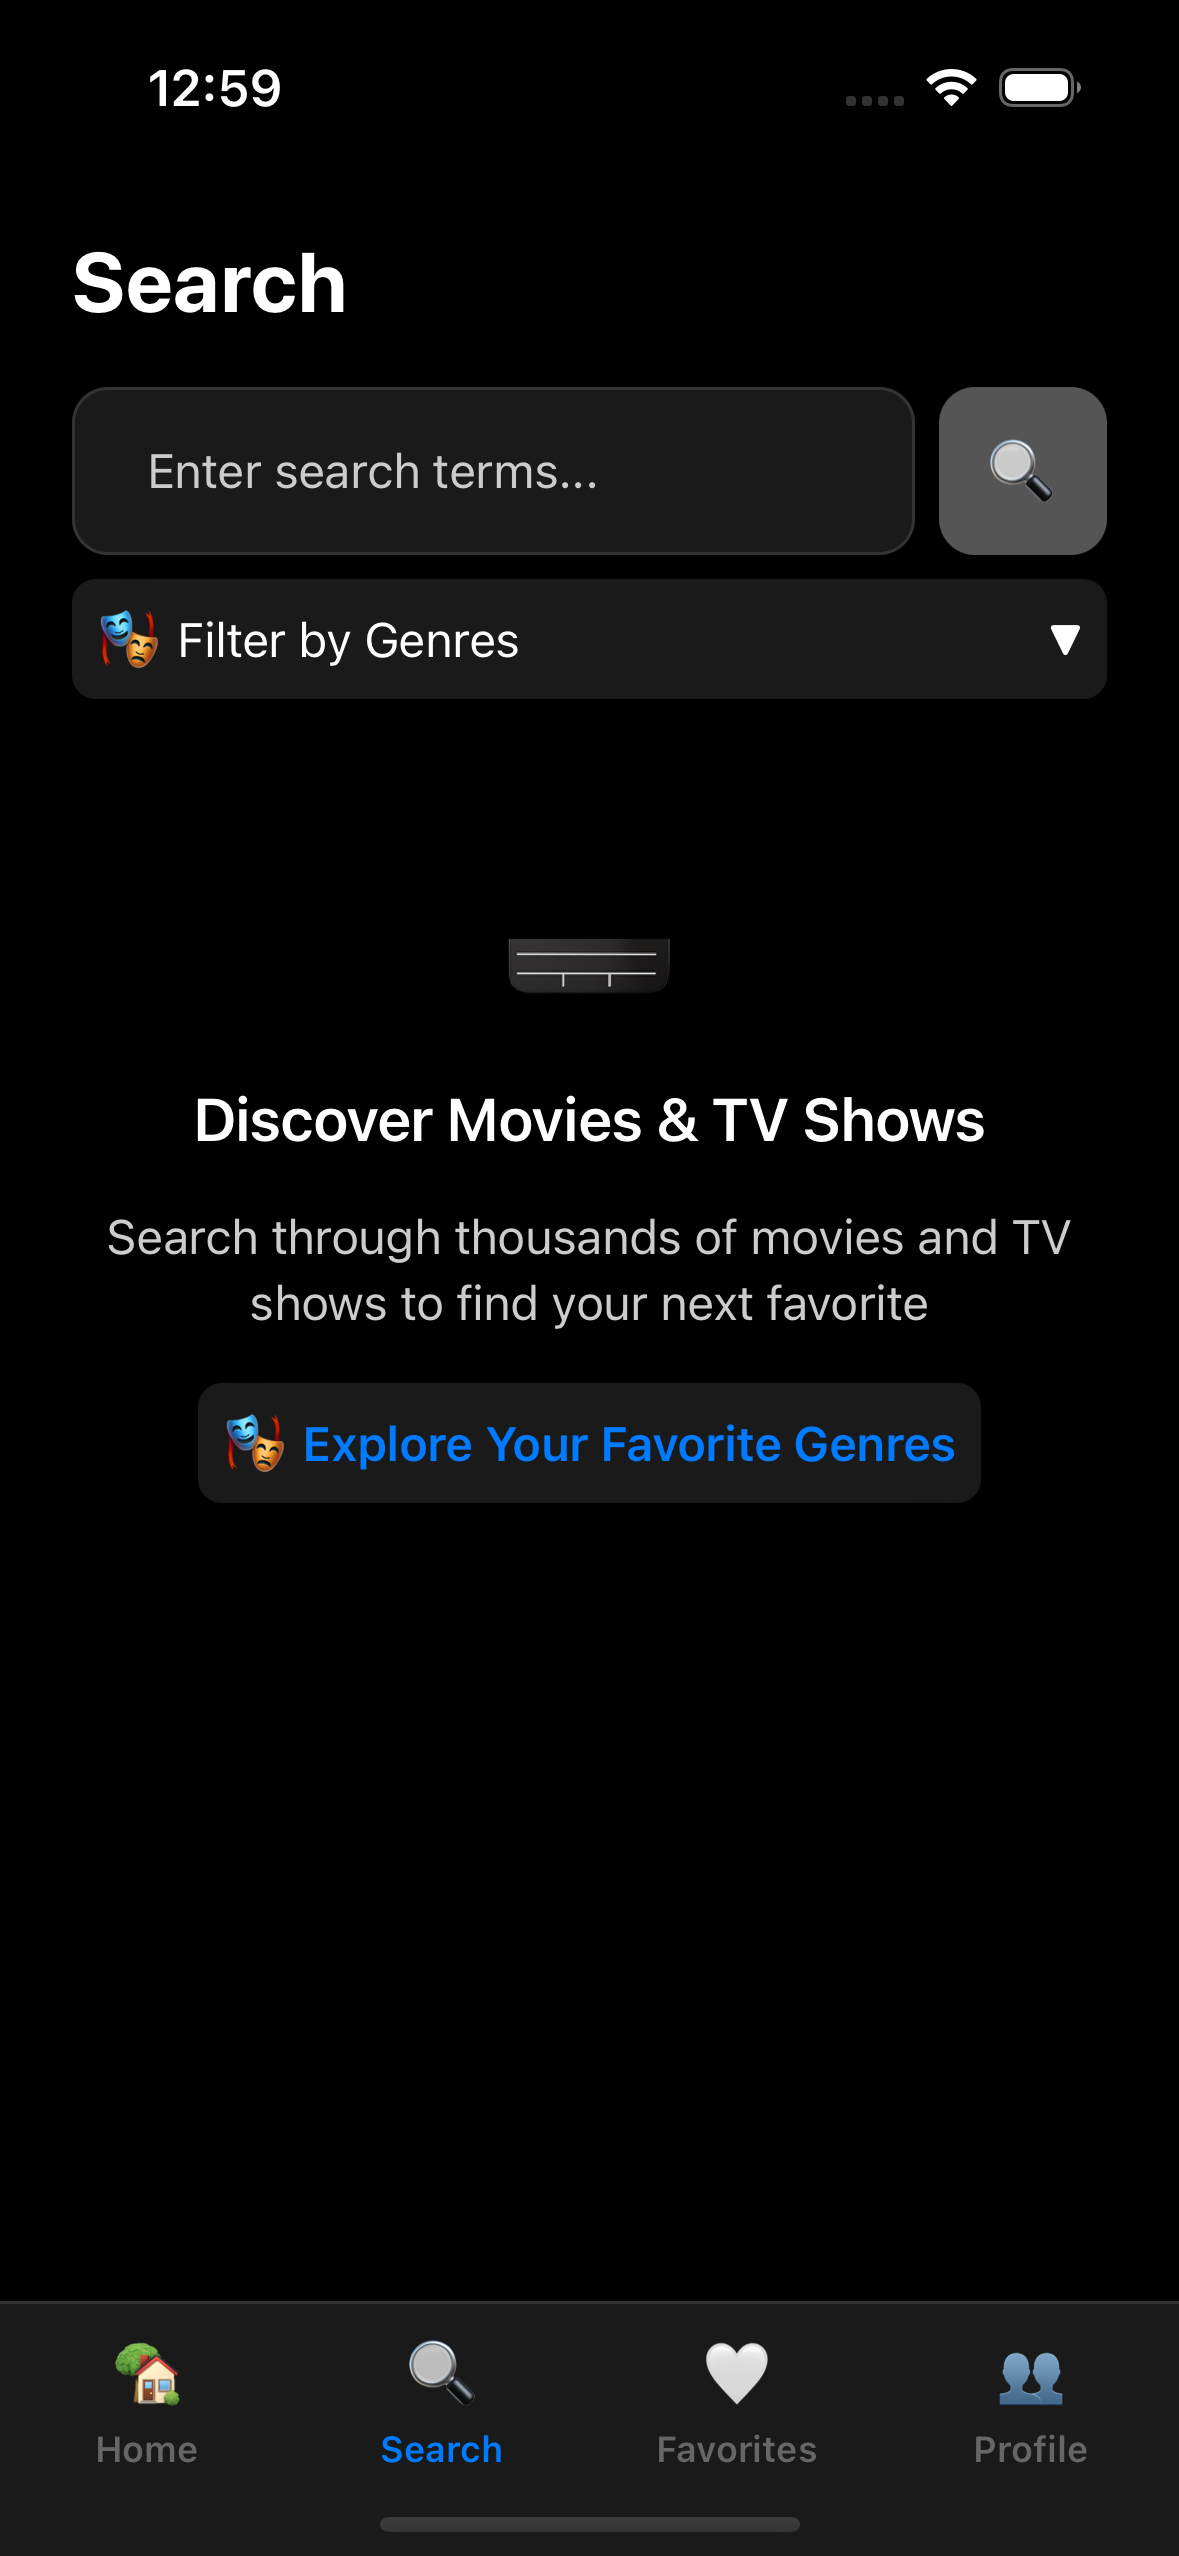 12:59
Search
Enter search terms...
Filter by Genres
Discover Movies & TV Shows
Search through thousands of movies and TV
shows to find your next favorite
Explore Your Favorite Genres
Home
Search
Favorites
Profile